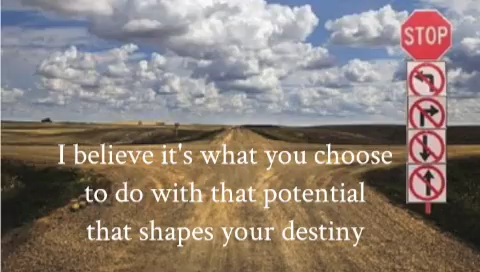 STOP
I believe it's what you choose
to do with that potential
that shapes your destiny